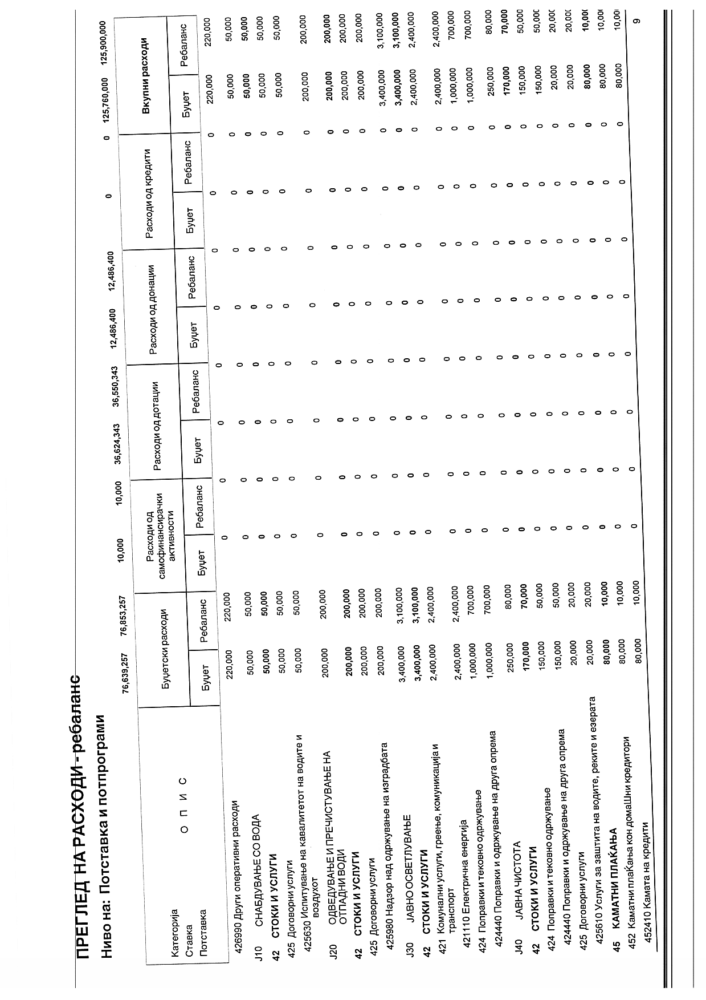 ПРЕГЛЕД НА РАСХОДИ - ребаланс
Ниво на: Потставка и потпрограми
76,639,257 76,853,257 10,000 10,000 36,624,343 36,550,343 12,486,400 12,486,400 0 0 125,760,000 125,900,000
Категорија
Ставка
Потставка
О П И С
Буџетски расходи
Расходи од самофинансирачки активности
Расходи од дотации
Расходи од донации
Расходи од кредити
Вкупни расходи
Буџет Ребаланс Буџет Ребаланс Буџет Ребаланс Буџет Ребаланс Буџет Ребаланс Буџет Ребаланс
426990 Други оперативни расходи 220,000 220,000 0 0 0 0 0 0 0 0 220,000 220,000
J10 СНАБДУВАЊЕ СО ВОДА 50,000 50,000 0 0 0 0 0 0 0 0 50,000 50,000
42 СТОКИ И УСЛУГИ 50,000 50,000 0 0 0 0 0 0 0 0 50,000 50,000
425 Договорни услуги 50,000 50,000 0 0 0 0 0 0 0 0 50,000 50,000
425630 Испитување на кавалитетот на водите и 50,000 50,000 0 0 0 0 0 0 0 0 50,000 50,000
воздухот
J20 ОДВЕДУВАЊЕ И ПРЕЧИСТУВАЊЕ НА 200,000 200,000 0 0 0 0 0 0 0 0 200,000 200,000
ОТПАДНИ ВОДИ
42 СТОКИ И УСЛУГИ 200,000 200,000 0 0 0 0 0 0 0 0 200,000 200,000
425 Договорни услуги 200,000 200,000 0 0 0 0 0 0 0 0 200,000 200,000
425980 Надзор над одржување на изградбата 200,000 200,000 0 0 0 0 0 0 0 0 200,000 200,000
J30 ЈАВНО ОСВЕТЛУВАЊЕ 3,400,000 3,100,000 0 0 0 0 0 0 0 0 3,400,000 3,100,000
42 СТОКИ И УСЛУГИ 3,400,000 3,100,000 0 0 0 0 0 0 0 0 3,400,000 3,100,000
421 Комунални услуги, греење, комуникација и 2,400,000 2,400,000 0 0 0 0 0 0 0 0 2,400,000 2,400,000
транспорт
421110 Електрична енергија 2,400,000 2,400,000 0 0 0 0 0 0 0 0 2,400,000 2,400,000
424 Поправки и тековно одржување 1,000,000 700,000 0 0 0 0 0 0 0 0 1,000,000 700,000
424440 Поправки и одржување на друга опрема 1,000,000 700,000 0 0 0 0 0 0 0 0 1,000,000 700,000
J40 ЈАВНА ЧИСТОТА 250,000 80,000 0 0 0 0 0 0 0 0 250,000 80,000
42 СТОКИ И УСЛУГИ 170,000 70,000 0 0 0 0 0 0 0 0 170,000 70,000
424 Поправки и тековно одржување 150,000 50,000 0 0 0 0 0 0 0 0 150,000 50,000
424440 Поправки и одржување на друга опрема 150,000 50,000 0 0 0 0 0 0 0 0 150,000 50,000
425 Договорни услуги 20,000 20,000 0 0 0 0 0 0 0 0 20,000 20,000
425610 Услуги за заштита на водите, реките и езерата 20,000 20,000 0 0 0 0 0 0 0 0 20,000 20,000
45 КАМАТНИ ПЛАЌАЊА 80,000 10,000 0 0 0 0 0 0 0 0 80,000 10,000
452 Каматни плаЌања кон домаШни кредитори 80,000 10,000 0 0 0 0 0 0 0 0 80,000 10,000
452410 Камата на кредити 80,000 10,000 0 0 0 0 0 0 0 0 80,000 10,000
9